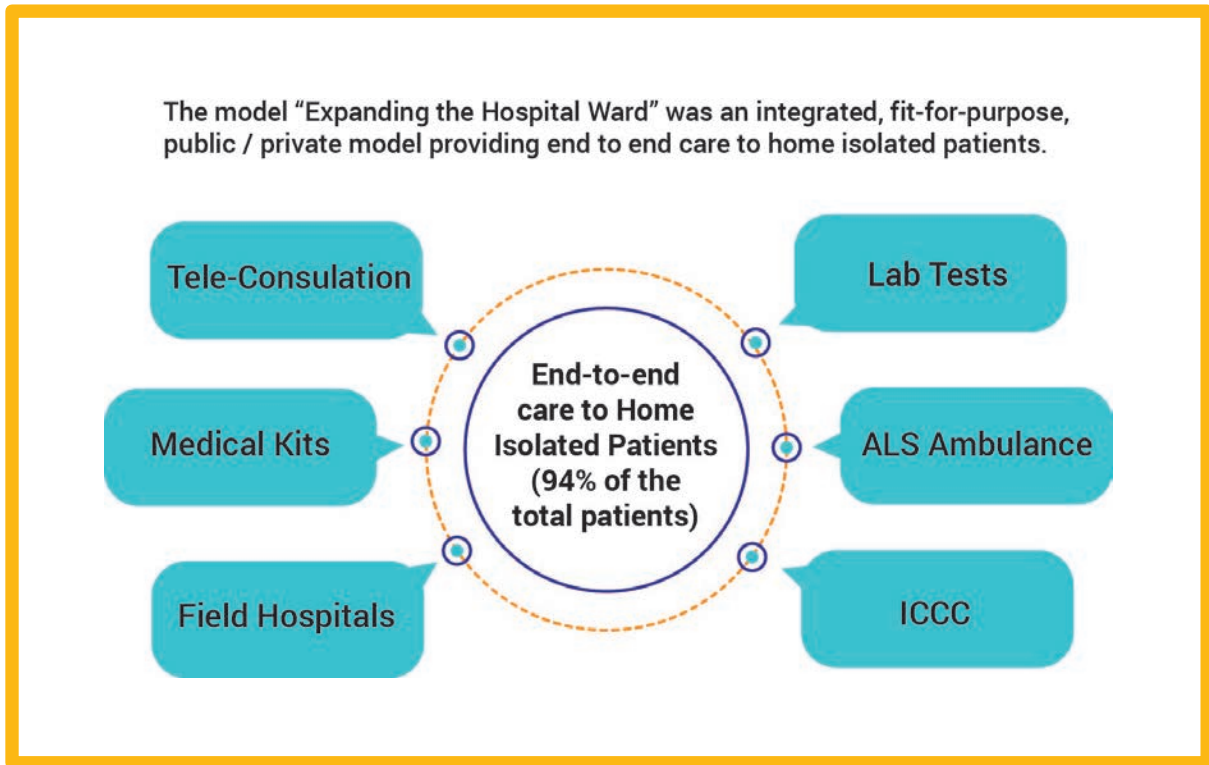 The model “Expanding the Hospital Ward” was an integrated, fit-for-purpose,
public / private model providing end to end care to home isolated patients.
Tele-Consulation
Lab Tests
Medical Kits
End-to-end
care to Home
Isolated Patients
(94% of the
total patients)
ALS Ambulance
Field Hospitals
ICCC